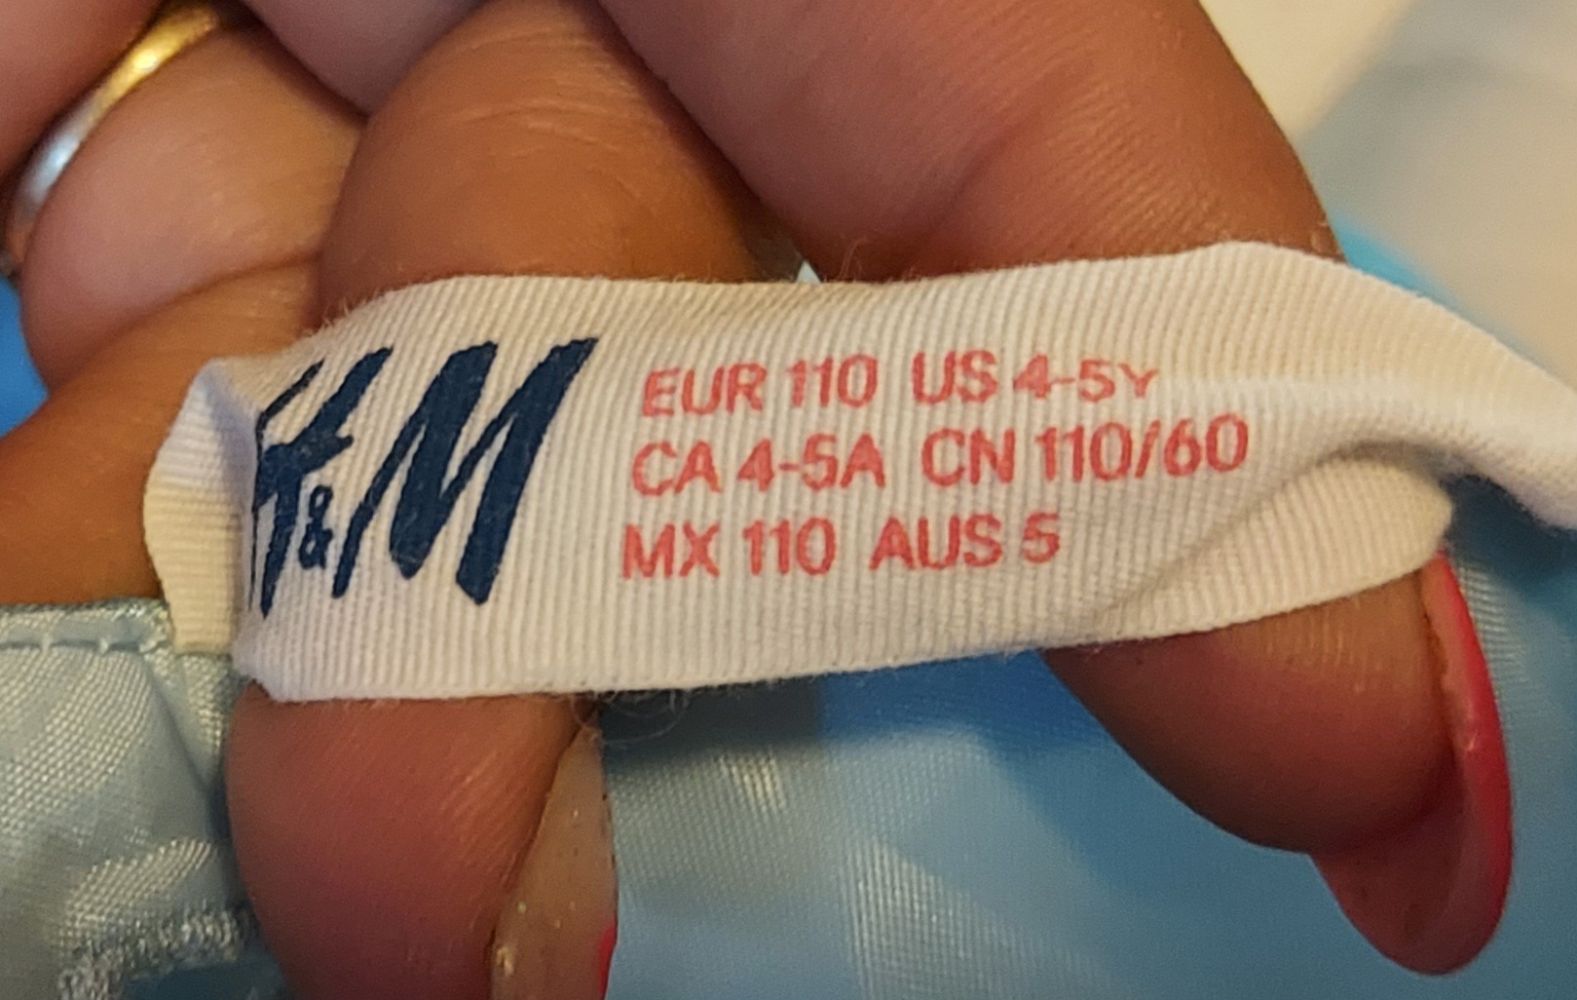 H&M
EUR 110 US 4-5Y
CA 4-5A CN 110/60
MX 110 AUS 5